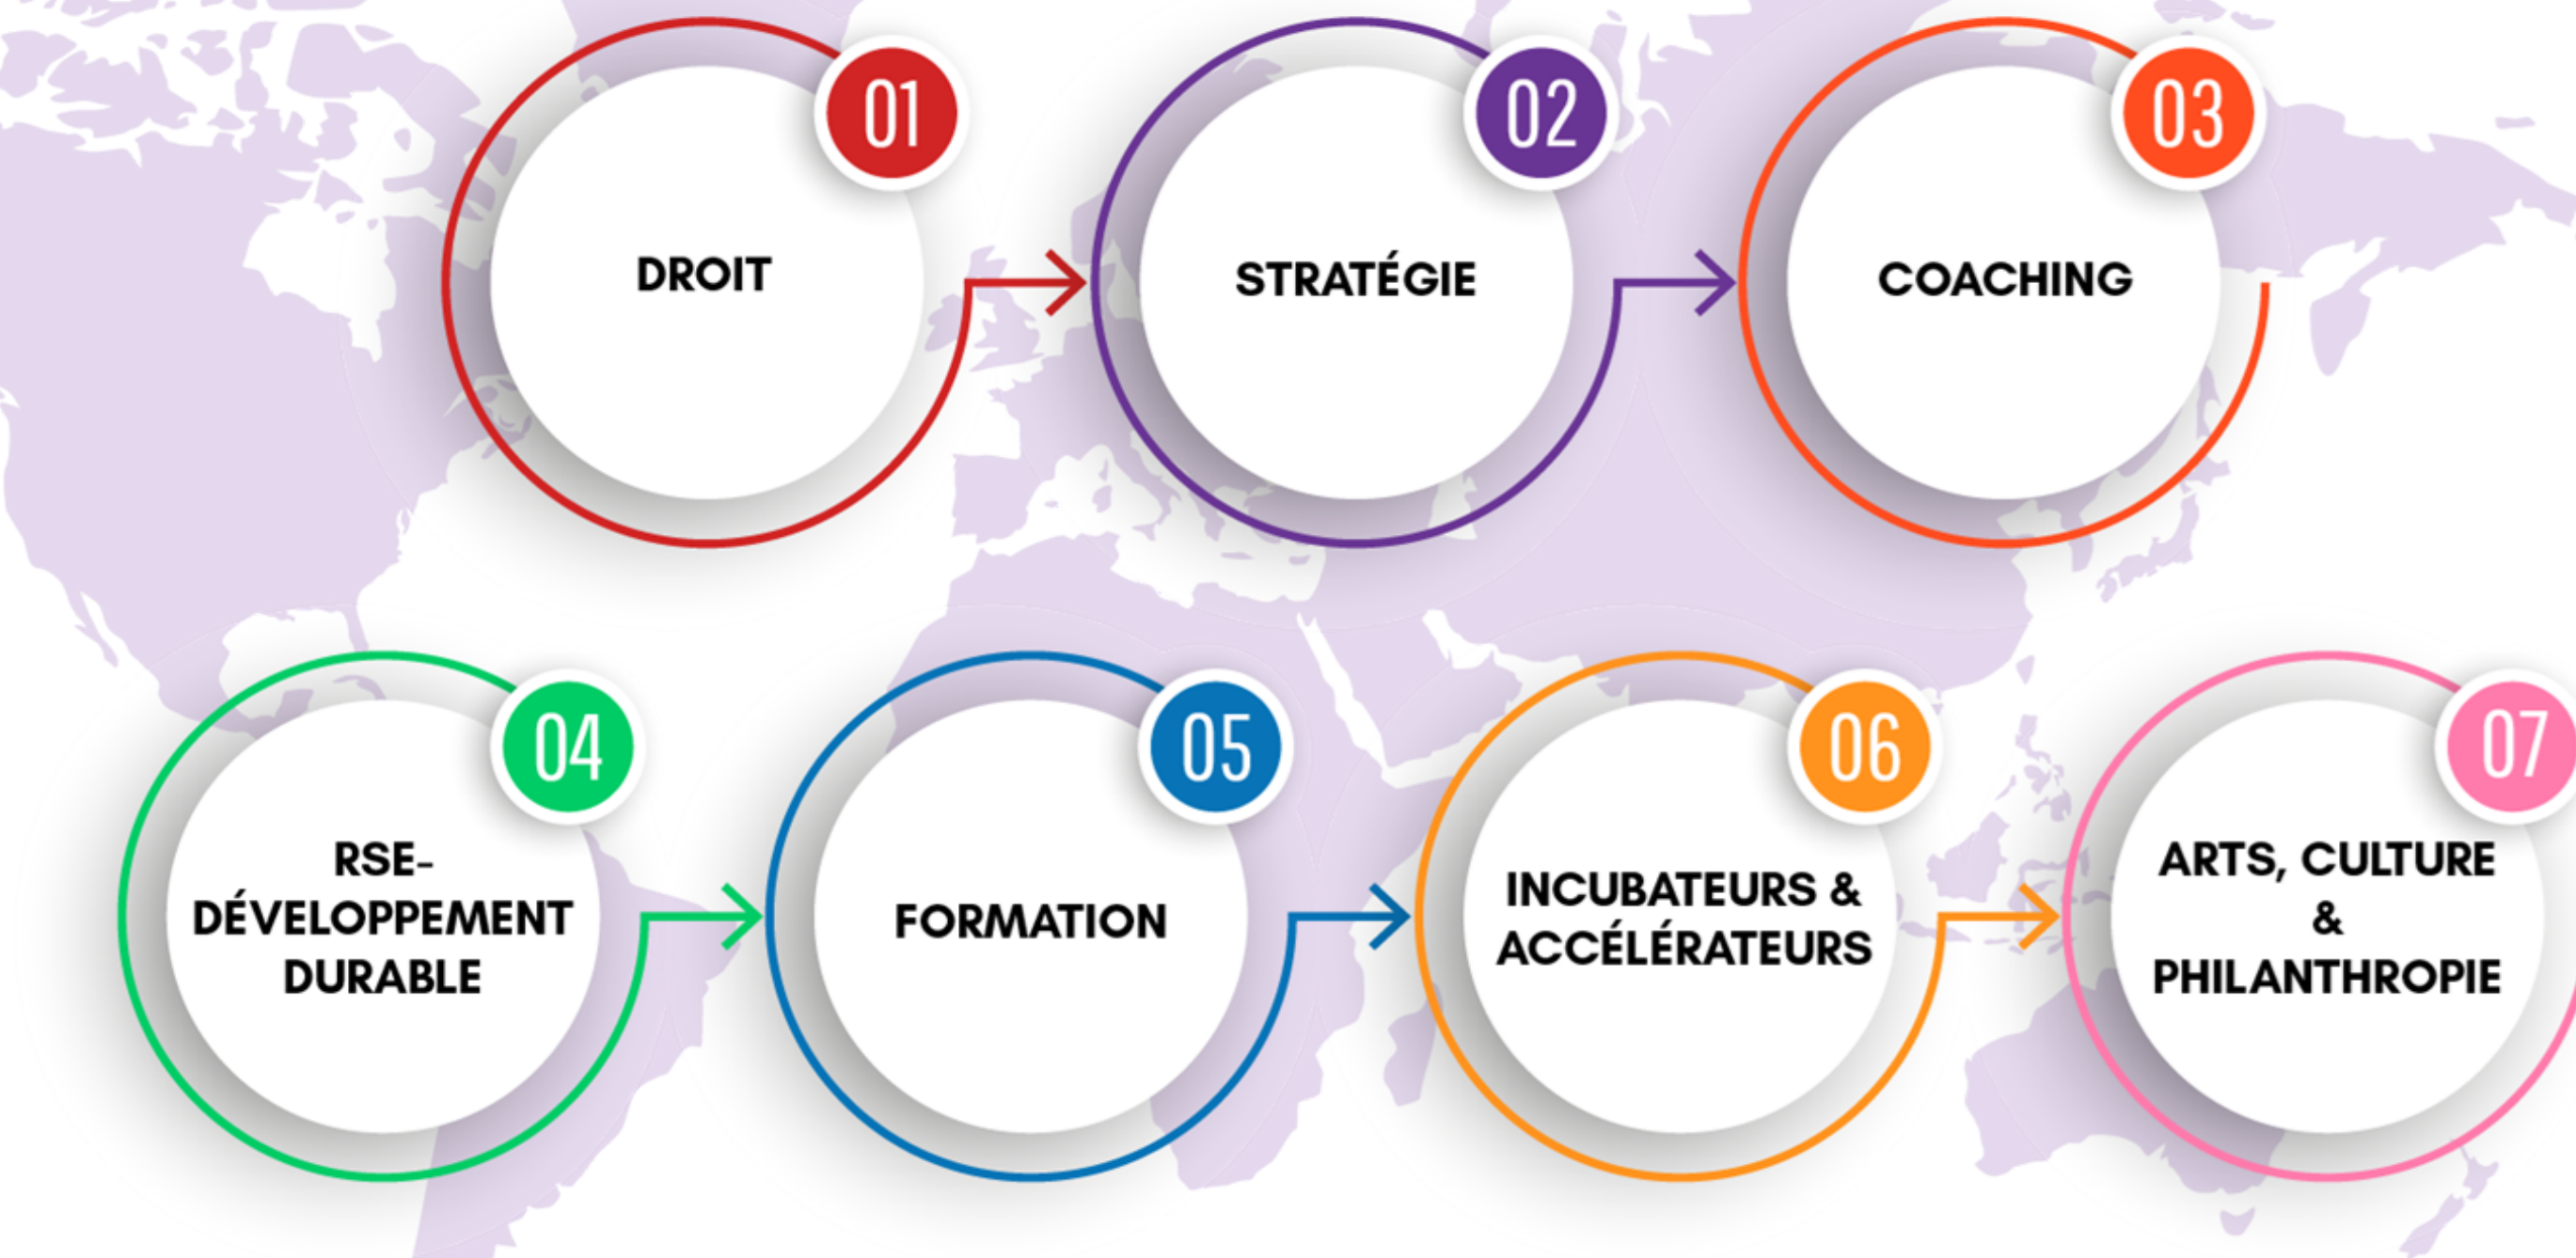 01
DROIT
02
STRATÉGIE
03
COACHING
04
RSE-
DÉVELOPPEMENT
DURABLE
05
FORMATION
06
INCUBATEURS &
ACCÉLÉRATEURS
07
ARTS, CULTURE
&
PHILANTHROPIE